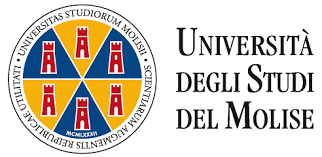 · UNIVERSITAS STUDIORUM MOLISII · SCIENTIARUM AUGMENTIS REIPUBLICAE UTILITATI
MCMLXXXII
UNIVERSITÀ
DEGLI STUDI
DEL MOLISE